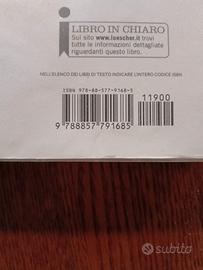 LIBRO IN CHIARO
Sul sito www.loescher.it trovi
tutte le informazioni dettagliate
riguardanti questo libro.
NELL'ELENCO DEI LIBRI DI TESTO INDICARE L'INTERO CODICE ISBN
ISBN 978-88-577-9168-5
11900
9 788857 791685
subito